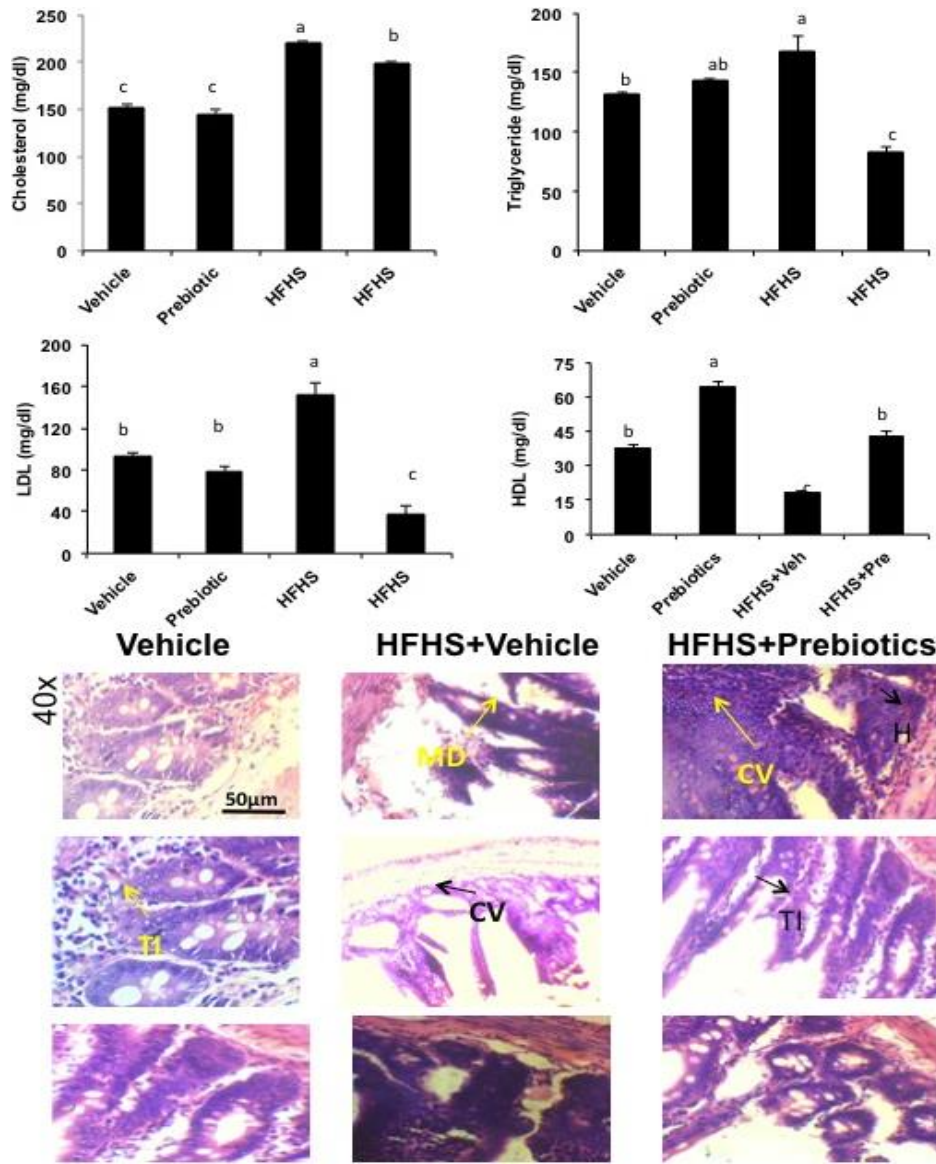 250
200
150
100
50
0
Cholesterol (mg/dl)
c
c
a
b
Vehicle
Prebiotic
HFHS
HFHS
200
150
100
50
0
Triglyceride (mg/dl)
b
ab
a
c
Vehicle
Prebiotic
HFHS
HFHS
200
160
120
80
40
0
LDL (mg/dl)
b
b
a
c
Vehicle
Prebiotic
HFHS
HFHS
75
60
45
30
15
0
HDL (mg/dl)
b
a
b
Vehicle
Prebiotics
HFHS+Veh
HFHS+Pre
Vehicle
HFHS+Vehicle
HFHS+Prebiotics
40x
50µm
MD
CV
H
TI
CV
TI